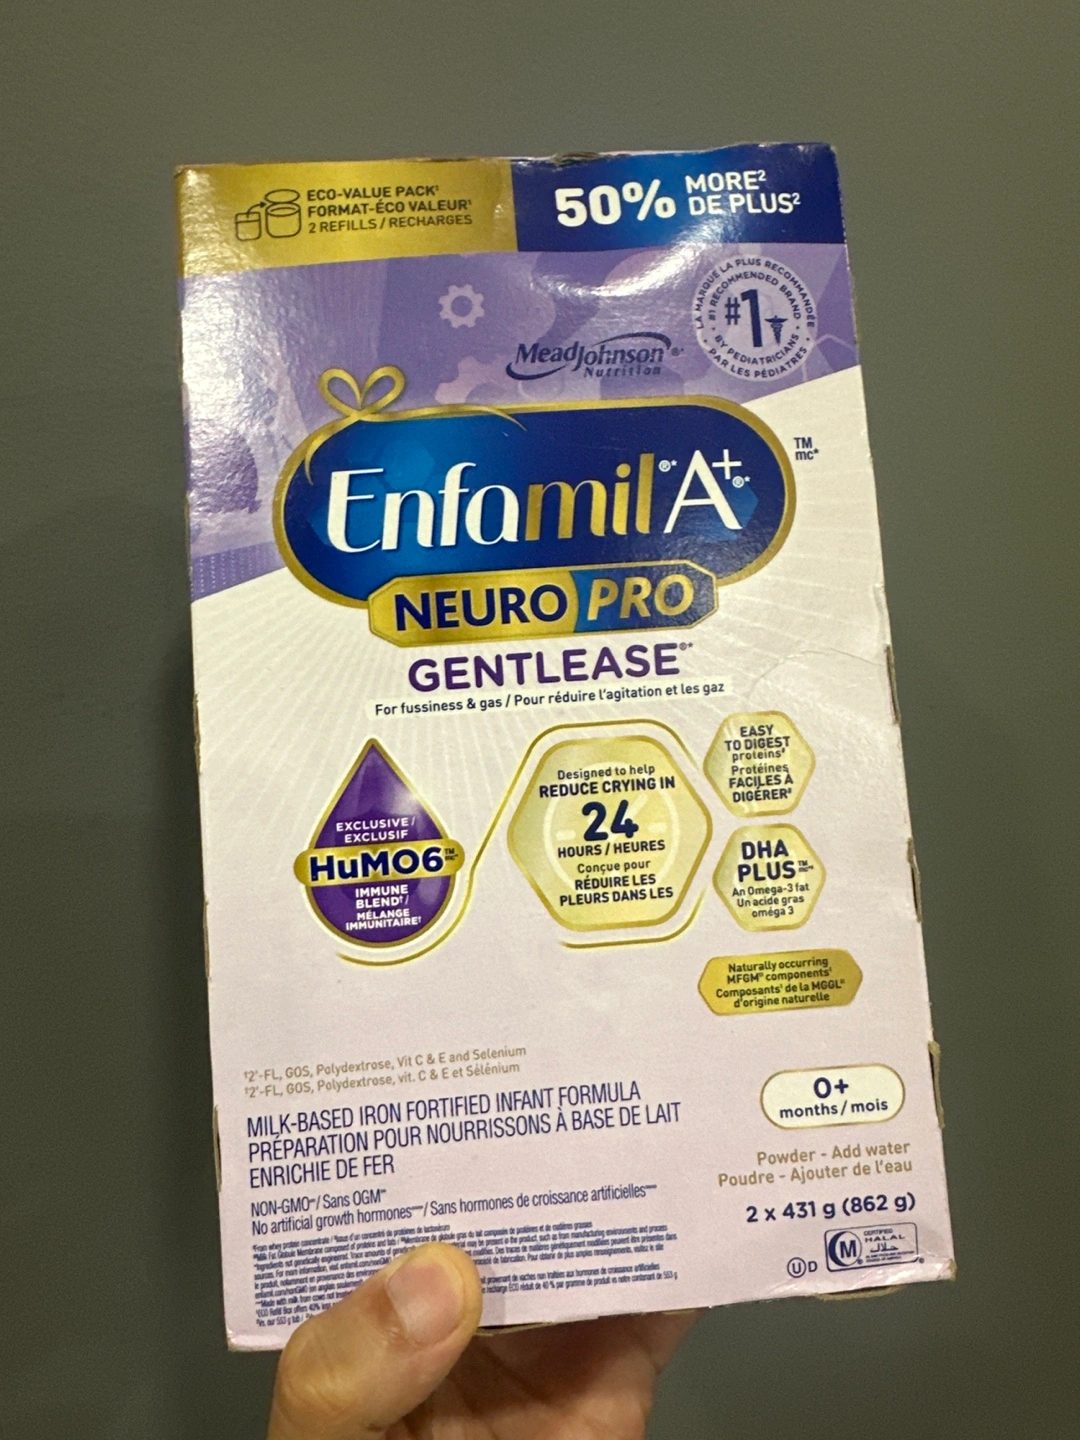 ECO-VALUE PACK¹
FORMAT-ÉCO VALEUR¹
2 REFILLS / RECHARGES
50% MORE²
DE PLUS²
LA MARQUE LA PLUS RECOMMANDÉE
#1 RECOMMENDED BRAND
#1
BY PEDIATRICIANS
PAR LES PÉDIATRES
MeadJohnson®*
Nutrition
Enfamil®* A+®*
TM
mc*
NEUROPRO
GENTLEASE®*
For fussiness & gas / Pour réduire l'agitation et les gaz
EXCLUSIVE /
EXCLUSIF
HuMO6
IMMUNE
BLEND† /
MÉLANGE
IMMUNITAIRE†
Designed to help
REDUCE CRYING IN
24
HOURS / HEURES
Conçue pour
RÉDUIRE LES
PLEURS DANS LES
EASY
TO DIGEST
proteins
Protéines
FACILES À
DIGÉRER
DHA
PLUS
An Omega-3 fat
Un acide gras
oméga 3
Naturally occurring
MFGM components
Composants de la MGGL
d'origine naturelle
†2'-FL, GOS, Polydextrose, Vit C & E and Selenium
†2'-FL, GOS, Polydextrose, vit. C & E et Sélénium
MILK-BASED IRON FORTIFIED INFANT FORMULA
PRÉPARATION POUR NOURRISSONS À BASE DE LAIT
ENRICHIE DE FER
0+
months / mois
Powder - Add water
Poudre - Ajouter de l'eau
NON-GMO / Sans OGM
No artificial growth hormones / Sans hormones de croissance artificielles
2 x 431 g (862 g)
U D
M
CERTIFIED
HALAL
حلال